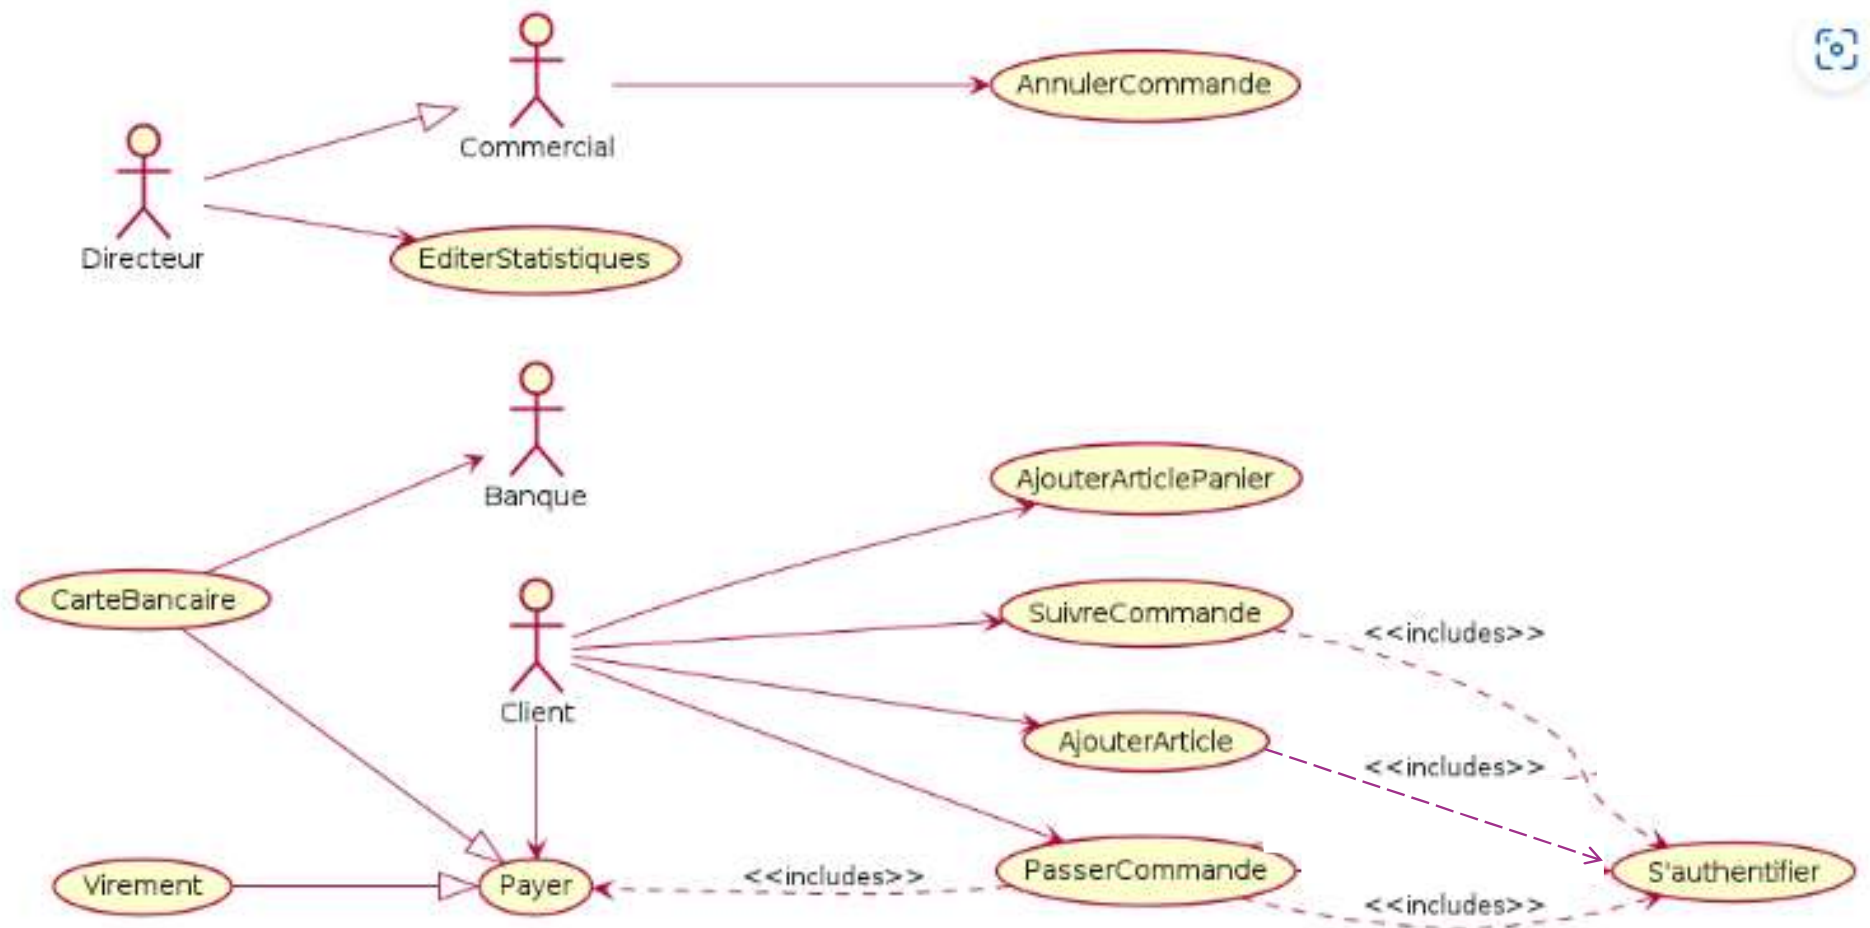 AnnulerCommande
Commercial
Directeur
EditerStatistiques
Banque
AjouterArticlePanier
CarteBancaire
SuivreCommande
<<includes>>
Client
AjouterArticle
<<includes>>
Virement
Payer
<<includes>>
PasserCommande
S'authentifier
<<includes>>